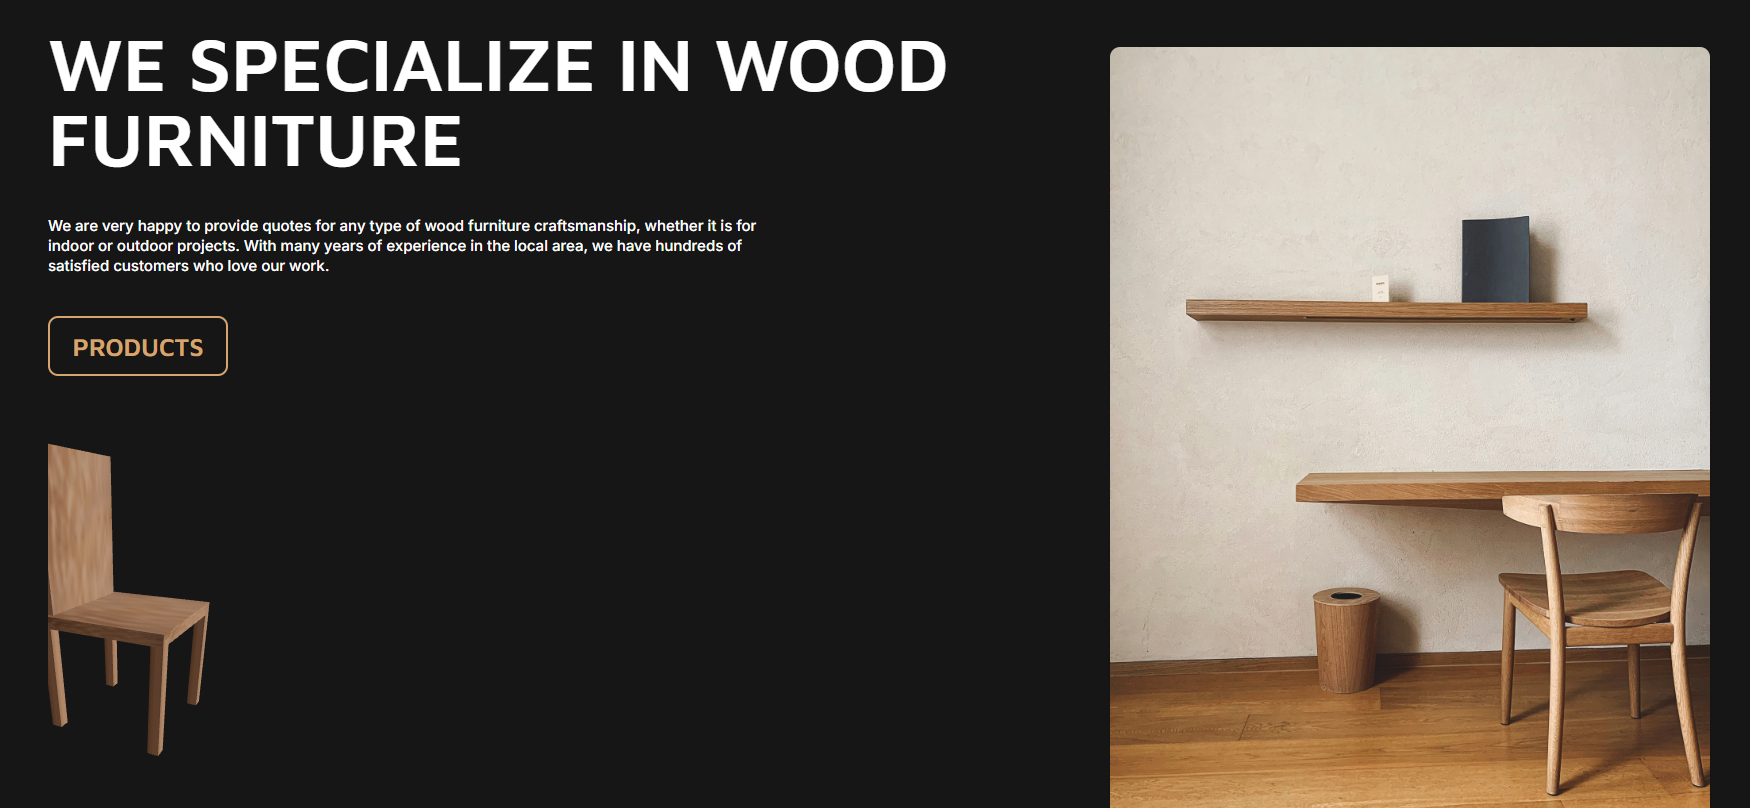 WE SPECIALIZE IN WOOD
FURNITURE
We are very happy to provide quotes for any type of wood furniture craftsmanship, whether it is for
indoor or outdoor projects. With many years of experience in the local area, we have hundreds of
satisfied customers who love our work.
PRODUCTS